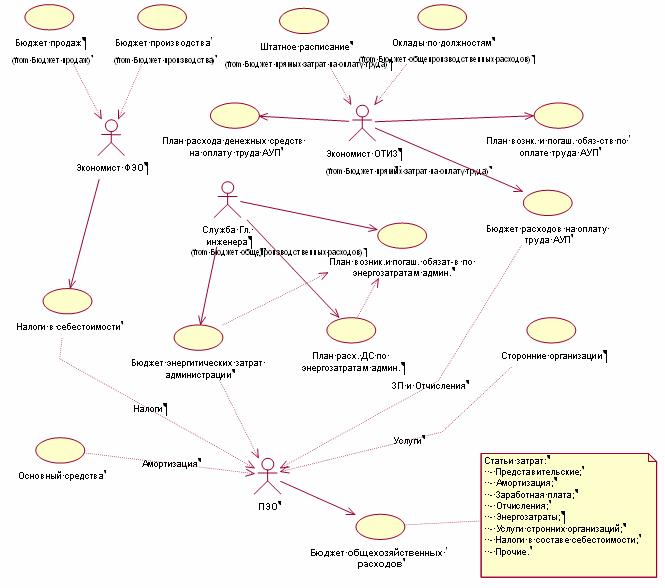 Бюджет продаж
(from Бюджет продаж)
Бюджет производства
(from Бюджет производства)
Штатное расписание
(from Бюджет прямых затрат на оплату труда)
Оклады по должностям
(from Бюджет общепроизводственных расходов)
План расхода денежных средств
на оплату труда АУП
Экономист ОТИЗ
(from Бюджет прямых затрат на оплату труда)
План возник. и погаш. обяз-ств по
оплате труда АУП
Экономист ФЭО
Служба Гл.
инженера
(from Бюджет общепроизводственных расходов)
Бюджет расходов на оплату
труда АУП
План возник. и погаш. обязат-в по
энергозатратам админ.
Налоги в себестоимости
Бюджет энергитических затрат
администрации
План расх. ДС по
энергозатратам админ.
Сторонние организации
ЗП и Отчисления
Налоги
Услуги
Основный средства
Амортизация
ПЭО
Бюджет общехозяйственных
расходов
Статьи затрат:
- Представительские;
- Амортизация;
- Заработная плата;
- Отчисления;
- Энергозатраты;
- Услуги стронних организаций;
- Налоги в составе себестоимости;
- Прочие.